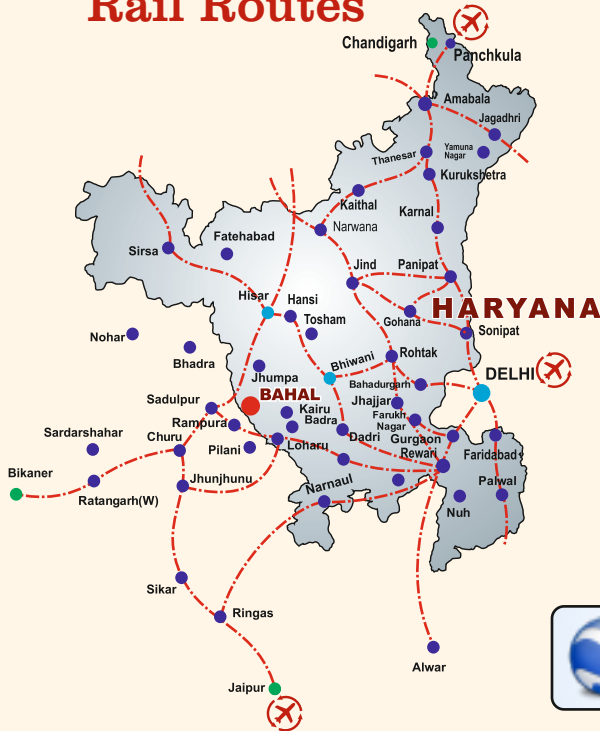 Rail Routes
Chandigarh
Panchkula
Amabala
Jagadhri
Thanesar
Yamuna
Nagar
Kurukshetra
Kaithal
Karnal
Narwana
Fatehabad
Sirsa
Jind
Panipat
Hisar
Hansi
HARYANA
Gohana
Tosham
Sonipat
Nohar
Bhadra
Bhiwani
Rohtak
Jhumpa
DELHI
Bahadurgarh
BAHAL
Sadulpur
Jhajjar
Kairu
Rampura
Badra
Farukh
Nagar
Sardarshahar
Churu
Dadri
Gurgaon
Pilani
Loharu
Rewari
Faridabad
Bikaner
Jhunjhunu
Narnaul
Palwal
Ratangarh(W)
Nuh
Sikar
Ringas
Alwar
Jaipur